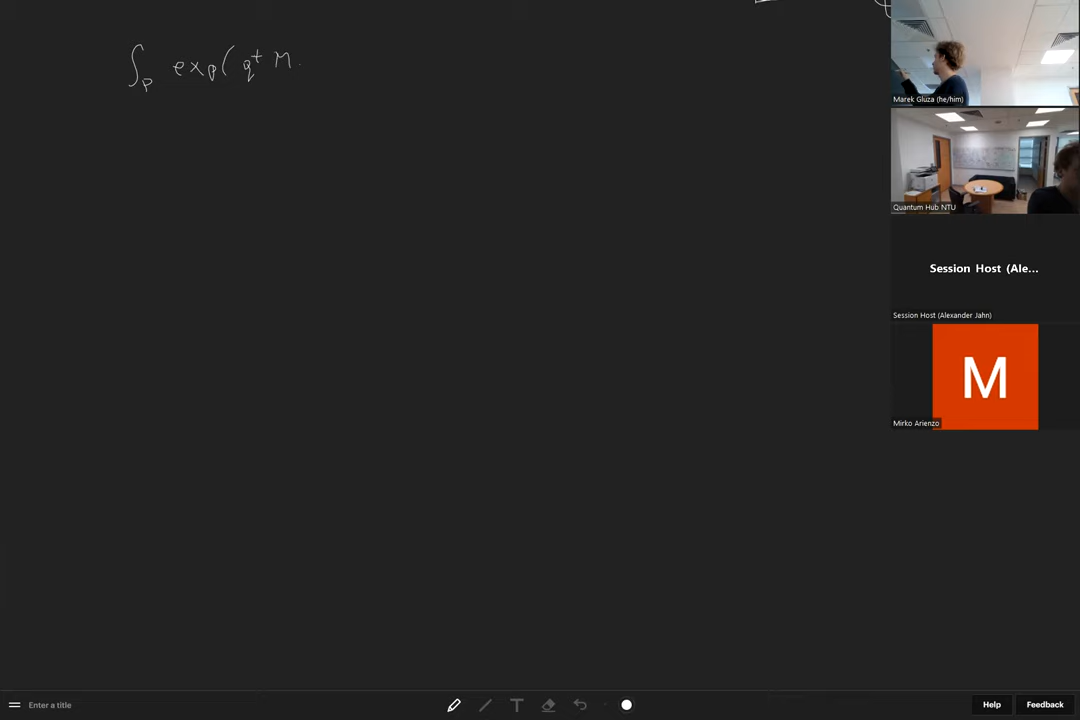 ∫_p exp( q^+ M
Marek Gluza (he/him)
Quantum Hub NTU
Session Host (Ale...
Session Host (Alexander Jahn)
M
Mirko Arienzo
Enter a title
T
Help
Feedback